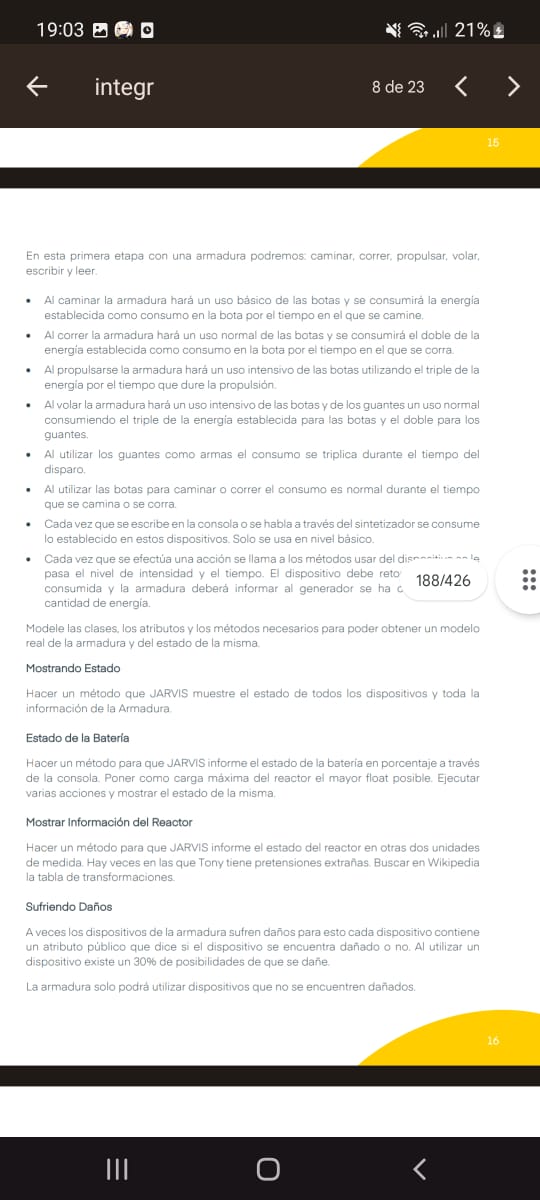 19:03
21%
integr
8 de 23
15
En esta primera etapa con una armadura podremos: caminar, correr, propulsar, volar,
escribir y leer.
• Al caminar la armadura hará un uso básico de las botas y se consumirá la energía
establecida como consumo en la bota por el tiempo en el que se camine.
• Al correr la armadura hará un uso normal de las botas y se consumirá el doble de la
energía establecida como consumo en la bota por el tiempo en el que se corra.
• Al propulsarse la armadura hará un uso intensivo de las botas utilizando el triple de la
energía por el tiempo que dure la propulsión.
• Al volar la armadura hará un uso intensivo de las botas y de los guantes un uso normal
consumiendo el triple de la energía establecida para las botas y el doble para los
guantes.
• Al utilizar los guantes como armas el consumo se triplica durante el tiempo del
disparo.
• Al utilizar las botas para caminar o correr el consumo es normal durante el tiempo
que se camina o se corra.
• Cada vez que se escribe en la consola o se habla a través del sintetizador se consume
lo establecido en estos dispositivos. Solo se usa en nivel básico.
• Cada vez que se efectúa una acción se llama a los métodos usar del dispositivo se le
pasa el nivel de intensidad y el tiempo. El dispositivo debe reto
consumida y la armadura deberá informar al generador se ha c
cantidad de energía.
188/426
Modele las clases, los atributos y los métodos necesarios para poder obtener un modelo
real de la armadura y del estado de la misma.
Mostrando Estado
Hacer un método que JARVIS muestre el estado de todos los dispositivos y toda la
información de la Armadura.
Estado de la Batería
Hacer un método para que JARVIS informe el estado de la batería en porcentaje a través
de la consola. Poner como carga máxima del reactor el mayor float posible. Ejecutar
varias acciones y mostrar el estado de la misma.
Mostrar Información del Reactor
Hacer un método para que JARVIS informe el estado del reactor en otras dos unidades
de medida. Hay veces en las que Tony tiene pretensiones extrañas. Buscar en Wikipedia
la tabla de transformaciones.
Sufriendo Daños
A veces los dispositivos de la armadura sufren daños para esto cada dispositivo contiene
un atributo público que dice si el dispositivo se encuentra dañado o no. Al utilizar un
dispositivo existe un 30% de posibilidades de que se dañe.
La armadura solo podrá utilizar dispositivos que no se encuentren dañados.
16